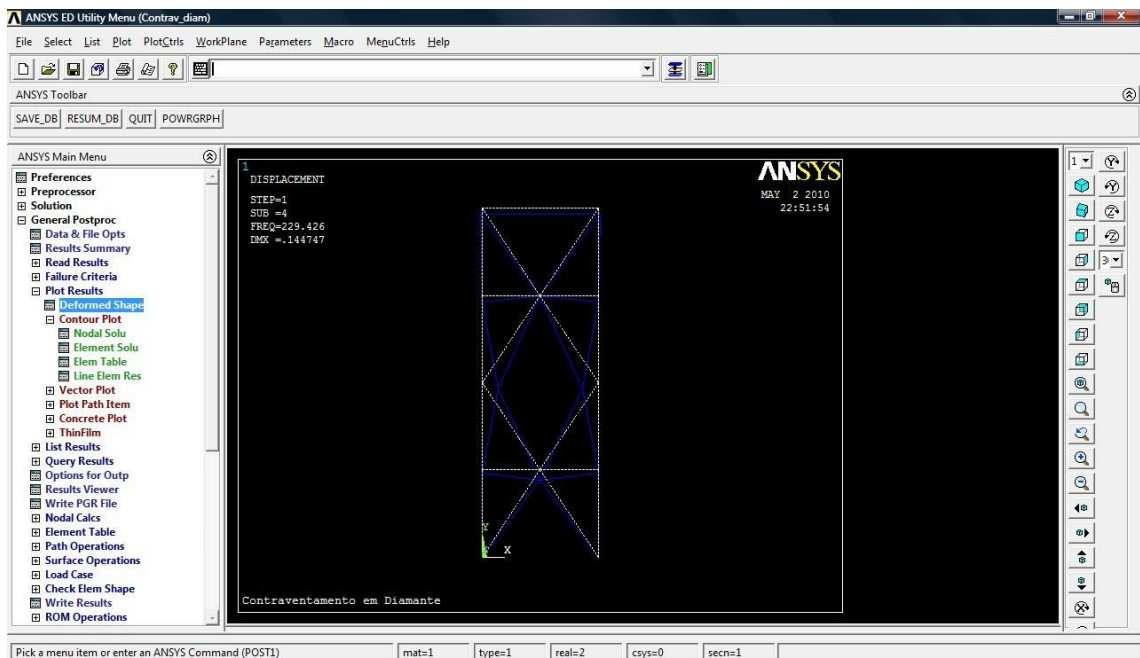 ANSYS ED Utility Menu (Contrav_diam)
File Select List Plot PlotCtrls WorkPlane Parameters Macro MenuCtrls Help
ANSYS Toolbar
SAVE_DB RESUM_DB QUIT POWRGRPH
ANSYS Main Menu
Preferences
Preprocessor
Solution
General Postproc
Data & File Opts
Results Summary
Read Results
Failure Criteria
Plot Results
Deformed Shape
Contour Plot
Nodal Solu
Element Solu
Elem Table
Line Elem Res
Vector Plot
Plot Path Item
Concrete Plot
ThinFilm
List Results
Query Results
Options for Outp
Results Viewer
Write PGR File
Nodal Calcs
Element Table
Path Operations
Surface Operations
Load Case
Check Elem Shape
Write Results
ROM Operations
1
DISPLACEMENT
STEP=1
SUB =4
FREQ=229.426
DMX =.144747
ANSYS
MAY 2 2010
22:51:54
Y
Z X
Contraventamento em Diamante
1
3
Pick a menu item or enter an ANSYS Command (POST1) mat=1 type=1 real=2 csys=0 secn=1